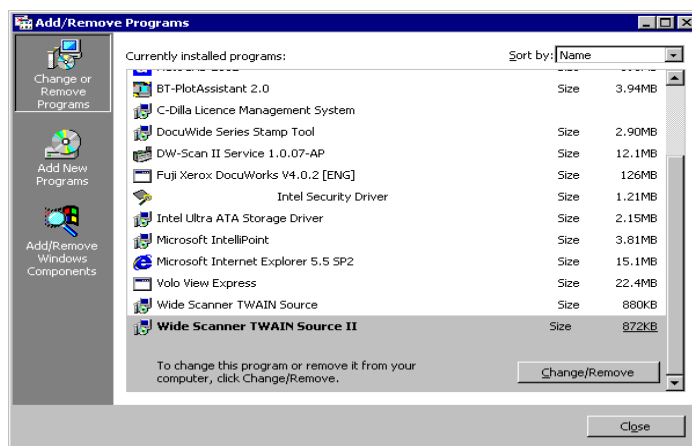 Add/Remove Programs
Change or
Remove
Programs
Add New
Programs
Add/Remove
Windows
Components
Currently installed programs:
Sort by: Name
BT-PlotAssistant 2.0 Size 3.94MB
C-Dilla Licence Management System
DocuWide Series Stamp Tool Size 2.90MB
DW-Scan II Service 1.0.07-AP Size 12.1MB
Fuji Xerox DocuWorks V4.0.2 [ENG] Size 126MB
Intel Security Driver Size 1.21MB
Intel Ultra ATA Storage Driver Size 2.15MB
Microsoft IntelliPoint Size 3.81MB
Microsoft Internet Explorer 5.5 SP2 Size 15.1MB
Volo View Express Size 22.4MB
Wide Scanner TWAIN Source Size 880KB
Wide Scanner TWAIN Source II Size 872KB
To change this program or remove it from your
computer, click Change/Remove.
Change/Remove
Close